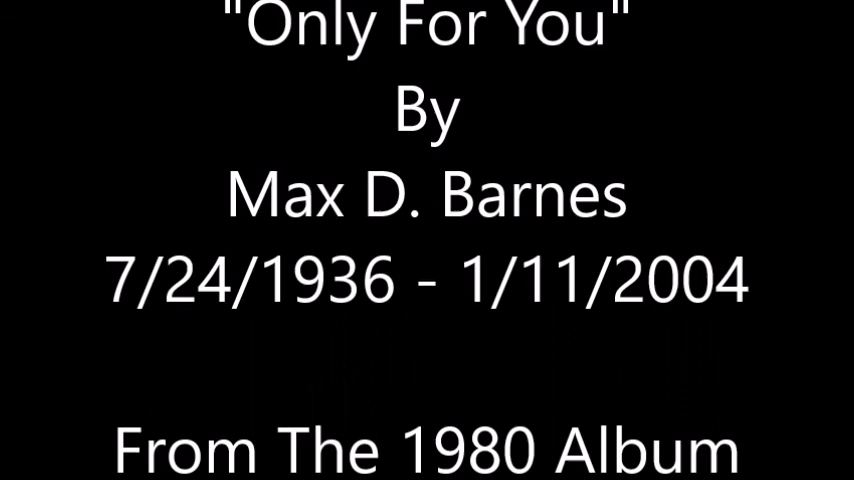 "Only For You"
By
Max D. Barnes
7/24/1936 - 1/11/2004
From The 1980 Album